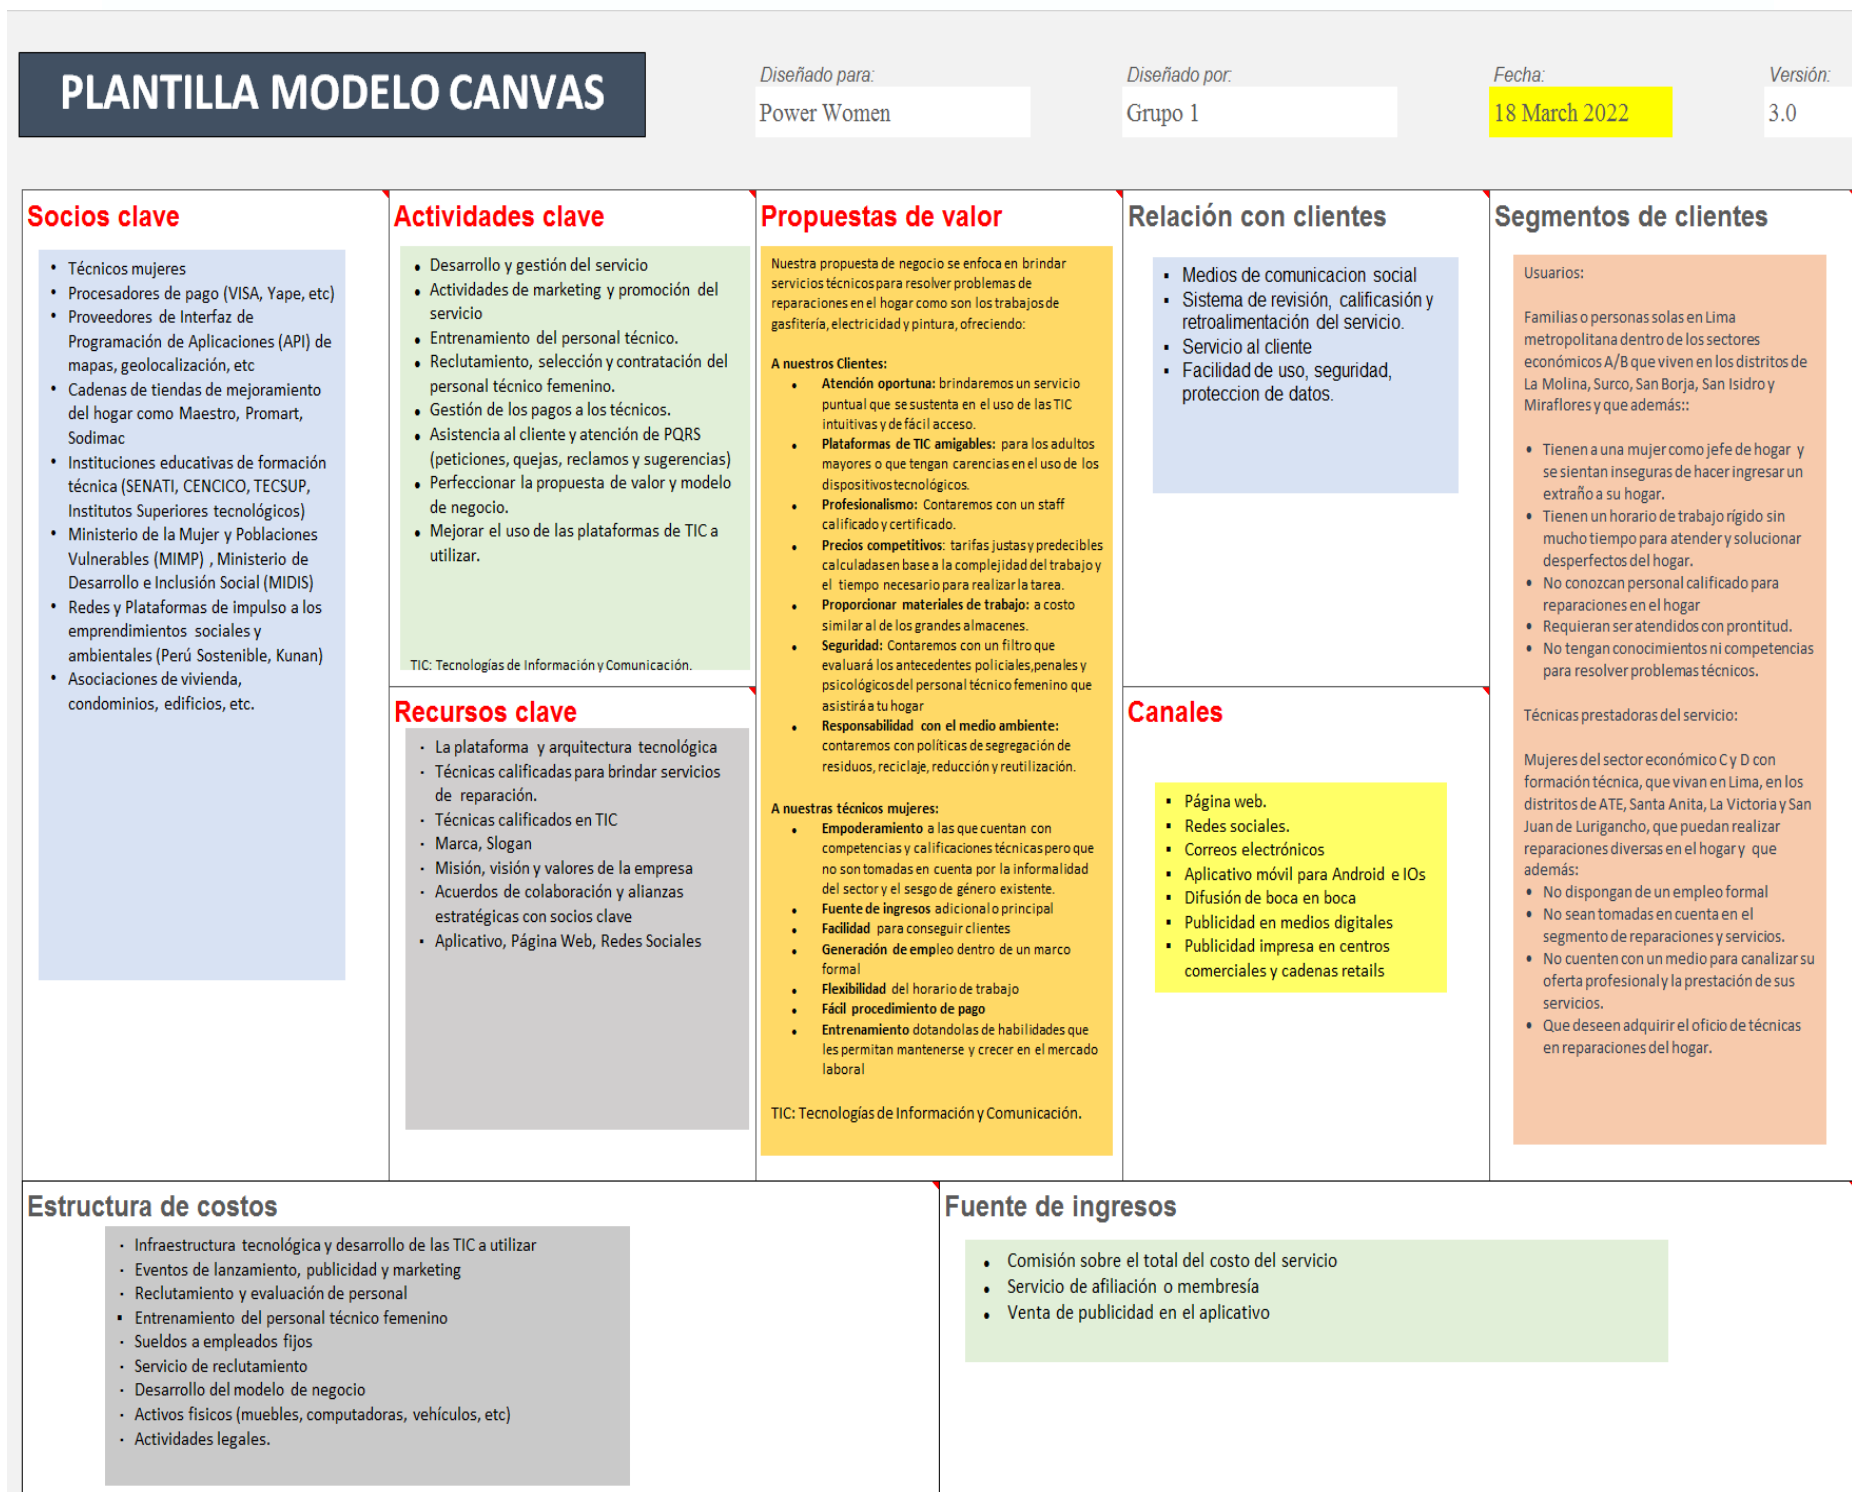 PLANTILLA MODELO CANVAS
Diseñado para:
Power Women
Diseñado por:
Grupo 1
Fecha:
18 March 2022
Versión:
3.0
Socios clave
• Técnicos mujeres
• Procesadores de pago (VISA, Yape, etc)
• Proveedores de Interfaz de
Programación de Aplicaciones (API) de
mapas, geolocalización, etc
• Cadenas de tiendas de mejoramiento
del hogar como Maestro, Promart,
Sodimac
• Instituciones educativas de formación
técnica (SENATI, CENCICO, TECSUP,
Institutos Superiores tecnológicos)
• Ministerio de la Mujer y Poblaciones
Vulnerables (MIMP) , Ministerio de
Desarrollo e Inclusión Social (MIDIS)
• Redes y Plataformas de impulso a los
emprendimientos sociales y
ambientales (Perú Sostenible, Kunan)
• Asociaciones de vivienda,
condominios, edificios, etc.
Actividades clave
• Desarrollo y gestión del servicio
• Actividades de marketing y promoción del
servicio
• Entrenamiento del personal técnico.
• Reclutamiento, selección y contratación del
personal técnico femenino.
• Gestión de los pagos a los técnicos.
• Asistencia al cliente y atención de PQRS
(peticiones, quejas, reclamos y sugerencias)
• Perfeccionar la propuesta de valor y modelo
de negocio.
• Mejorar el uso de las plataformas de TIC a
utilizar.
TIC: Tecnologías de Información y Comunicación.
Recursos clave
· La plataforma y arquitectura tecnológica
· Técnicas calificadas para brindar servicios
de reparación.
· Técnicas calificados en TIC
· Marca, Slogan
· Misión, visión y valores de la empresa
· Acuerdos de colaboración y alianzas
estratégicas con socios clave
· Aplicativo, Página Web, Redes Sociales
Propuestas de valor
Nuestra propuesta de negocio se enfoca en brindar
servicios técnicos para resolver problemas de
reparaciones en el hogar como son los trabajos de
gasfitería, electricidad y pintura, ofreciendo:
A nuestros Clientes:
• Atención oportuna: brindaremos un servicio
puntual que se sustenta en el uso de las TIC
intuitivas y de fácil acceso.
• Plataformas de TIC amigables: para los adultos
mayores o que tengan carencias en el uso de los
dispositivos tecnológicos.
• Profesionalismo: Contaremos con un staff
calificado y certificado.
• Precios competitivos: tarifas justas y predecibles
calculadas en base a la complejidad del trabajo y
el tiempo necesario para realizar la tarea.
• Proporcionar materiales de trabajo: a costo
similar al de los grandes almacenes.
• Seguridad: Contaremos con un filtro que
evaluará los antecedentes policiales,penales y
psicológicos del personal técnico femenino que
asistirá a tu hogar
• Responsabilidad con el medio ambiente:
contaremos con políticas de segregación de
residuos, reciclaje, reducción y reutilización.
A nuestras técnicos mujeres:
• Empoderamiento a las que cuentan con
competencias y calificaciones técnicas pero que
no son tomadas en cuenta por la informalidad
del sector y el sesgo de género existente.
• Fuente de ingresos adicional o principal
• Facilidad para conseguir clientes
• Generación de empleo dentro de un marco
formal
• Flexibilidad del horario de trabajo
• Fácil procedimiento de pago
• Entrenamiento dotandolas de habilidades que
les permitan mantenerse y crecer en el mercado
laboral
TIC: Tecnologías de Información y Comunicación.
Relación con clientes
▪ Medios de comunicacion social
▪ Sistema de revisión, calificasión y
retroalimentación del servicio.
▪ Servicio al cliente
▪ Facilidad de uso, seguridad,
proteccion de datos.
Canales
▪ Página web.
▪ Redes sociales.
▪ Correos electrónicos
▪ Aplicativo móvil para Android e IOs
▪ Difusión de boca en boca
▪ Publicidad en medios digitales
▪ Publicidad impresa en centros
comerciales y cadenas retails
Segmentos de clientes
Usuarios:
Familias o personas solas en Lima
metropolitana dentro de los sectores
económicos A/B que viven en los distritos de
La Molina, Surco, San Borja, San Isidro y
Miraflores y que además::
• Tienen a una mujer como jefe de hogar y
se sientan inseguras de hacer ingresar un
extraño a su hogar.
• Tienen un horario de trabajo rígido sin
mucho tiempo para atender y solucionar
desperfectos del hogar.
• No conozcan personal calificado para
reparaciones en el hogar
• Requieran ser atendidos con prontitud.
• No tengan conocimientos ni competencias
para resolver problemas técnicos.
Técnicas prestadoras del servicio:
Mujeres del sector económico C y D con
formación técnica, que vivan en Lima, en los
distritos de ATE, Santa Anita, La Victoria y San
Juan de Lurigancho, que puedan realizar
reparaciones diversas en el hogar y que
además:
• No dispongan de un empleo formal
• No sean tomadas en cuenta en el
segmento de reparaciones y servicios.
• No cuenten con un medio para canalizar su
oferta profesional y la prestación de sus
servicios.
• Que deseen adquirir el oficio de técnicas
en reparaciones del hogar.
Estructura de costos
· Infraestructura tecnológica y desarrollo de las TIC a utilizar
· Eventos de lanzamiento, publicidad y marketing
· Reclutamiento y evaluación de personal
▪ Entrenamiento del personal técnico femenino
· Sueldos a empleados fijos
· Servicio de reclutamiento
· Desarrollo del modelo de negocio
· Activos fisicos (muebles, computadoras, vehículos, etc)
· Actividades legales.
Fuente de ingresos
• Comisión sobre el total del costo del servicio
• Servicio de afiliación o membresía
• Venta de publicidad en el aplicativo